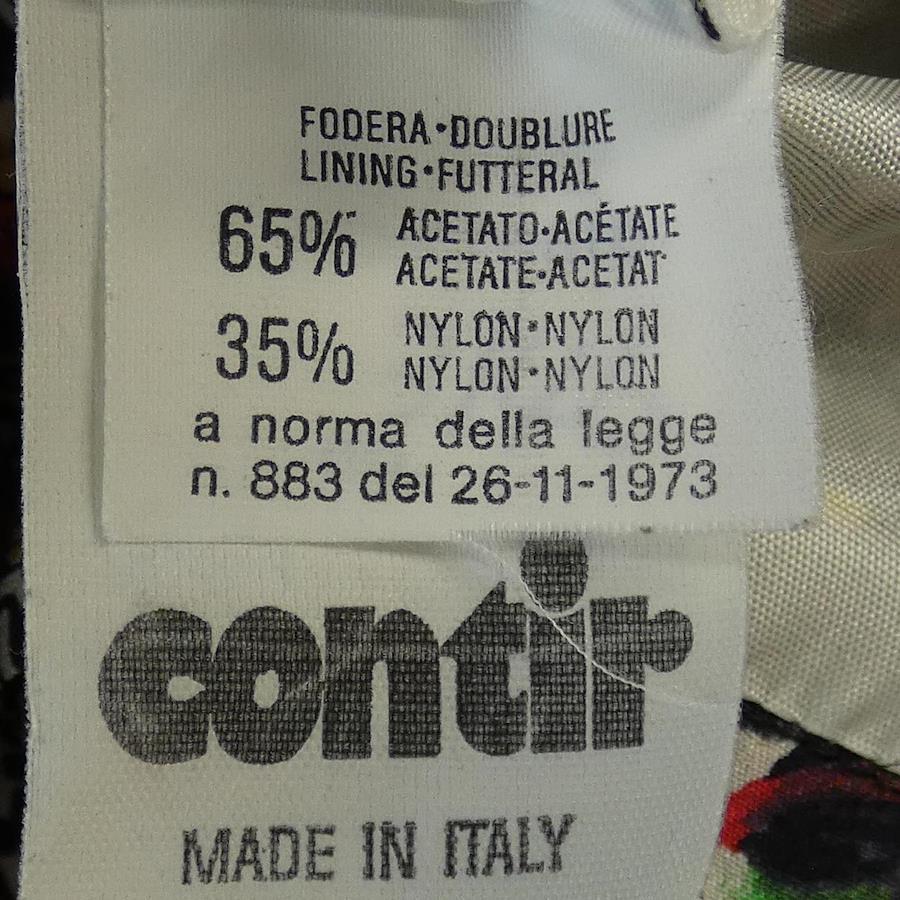 FODERA•DOUBLURE
LINING•FUTTERAL
65% ACETATO•ACÉTATE
ACETATE•ACETAT
35% NYLON•NYLON
NYLON•NYLON
a norma della legge
n. 883 del 26-11-1973
contir
MADE IN ITALY